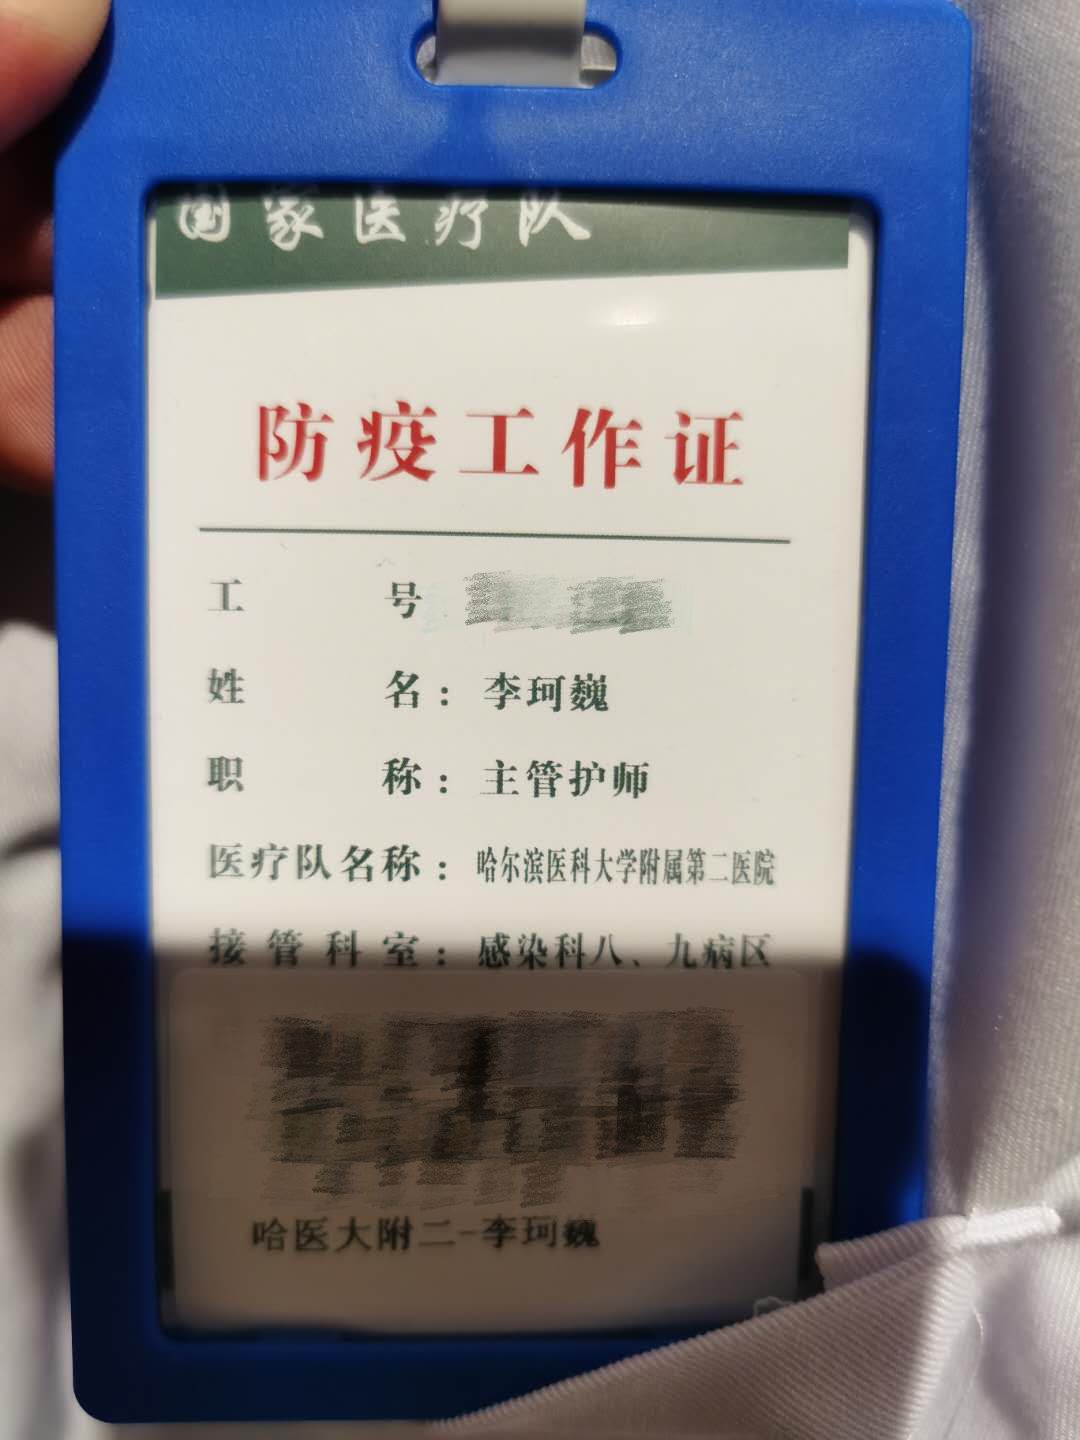 国家医疗队
防疫工作证
工 号
姓 名：李珂巍
职 称：主管护师
医疗队名称：哈尔滨医科大学附属第二医院
接管科室：感染科八、九病区
哈医大附二-李珂巍